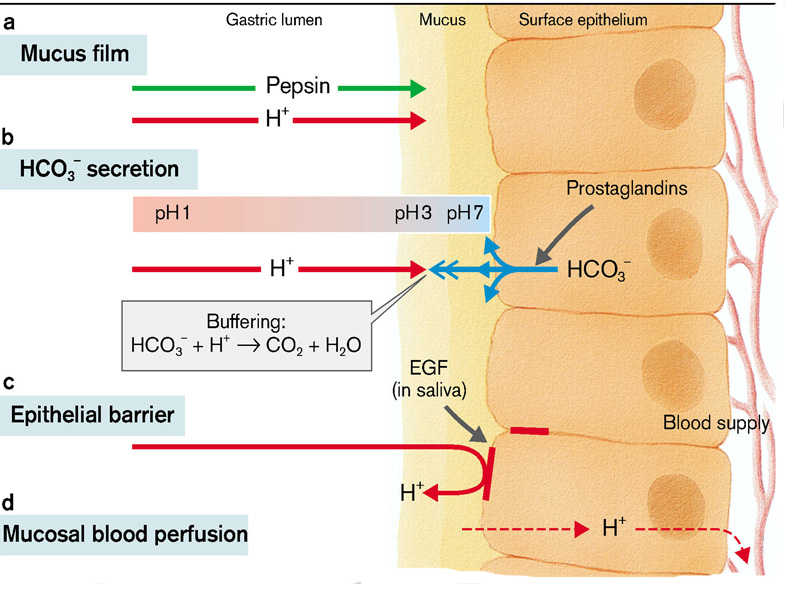 a
Gastric lumen
Mucus
Surface epithelium
Mucus film
Pepsin
H⁺
b
HCO₃⁻ secretion
Prostaglandins
pH1
pH3
pH7
H⁺
HCO₃⁻
Buffering:
HCO₃⁻ + H⁺ → CO₂ + H₂O
c
EGF
(in saliva)
Epithelial barrier
Blood supply
H⁺
d
Mucosal blood perfusion
H⁺